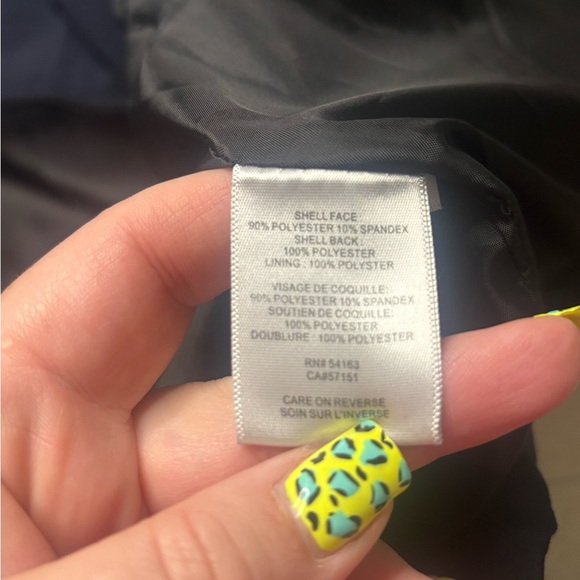 SHELL FACE:
90% POLYESTER 10% SPANDEX
SHELL BACK:
100% POLYESTER
LINING : 100% POLYSTER
VISAGE DE COQUILLE:
90% POLYESTER 10% SPANDEX
SOUTIEN DE COQUILLE:
100% POLYESTER
DOUBLURE : 100% POLYESTER
RN# 54163
CA#57151
CARE ON REVERSE
SOIN SUR L'INVERSE